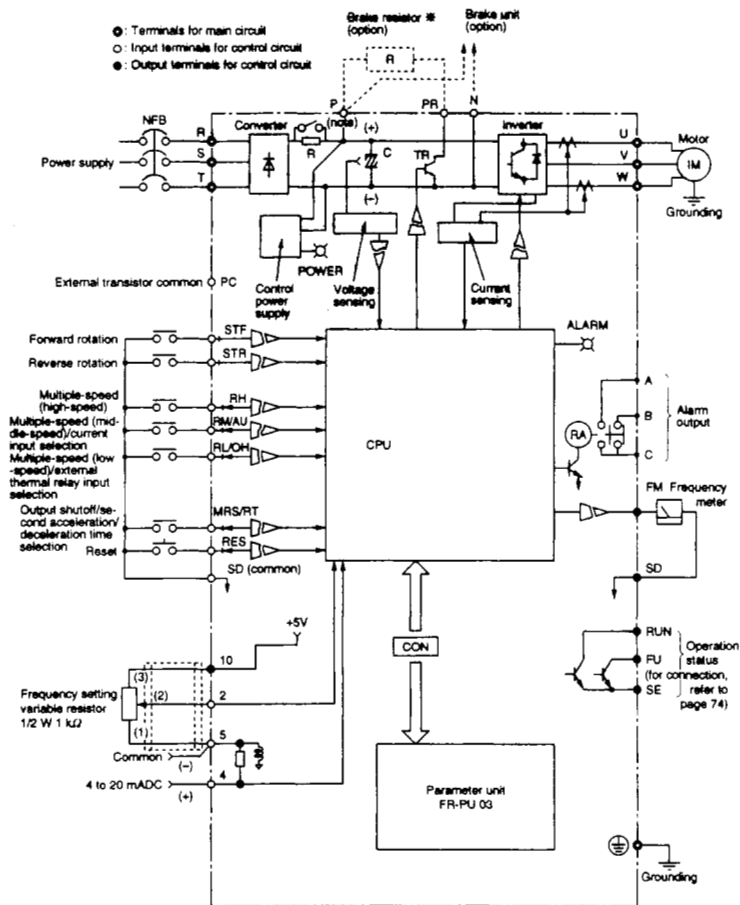 Brake resistor ※
(option)
Brake unit
(option)
◉: Terminals for main circuit
○: Input terminals for control circuit
●: Output terminals for control circuit
R
P
(note)
PR
N
NFB
Converter
Inverter
R
S
T
Power supply
R
(+)
C
(−)
TR
U
V
W
Motor
IM
Grounding
POWER
Control
power
supply
Voltage
sensing
Current
sensing
External transistor common
PC
ALARM
Forward rotation
STF
Reverse rotation
STR
Multiple-speed
(high-speed)
RH
Multiple-speed (mid-
dle-speed)/current
input selection
RM/AU
Multiple-speed (low
-speed)/external
thermal relay input
selection
RL/OH
Output shutoff/sec-
ond acceleration/
deceleration time
selection
MRS/RT
Reset
RES
SD (common)
CPU
A
B
C
RA
Alarm
output
FM
Frequency
meter
SD
+5V
10
(3)
(2)
2
(1)
5
Frequency setting
variable resistor
1/2 W 1 kΩ
Common
(−)
4
4 to 20 mADC
(+)
CON
RUN
FU
SE
Operation
status
(for connection,
refer to
page 74)
Parameter unit
FR-PU 03
Grounding